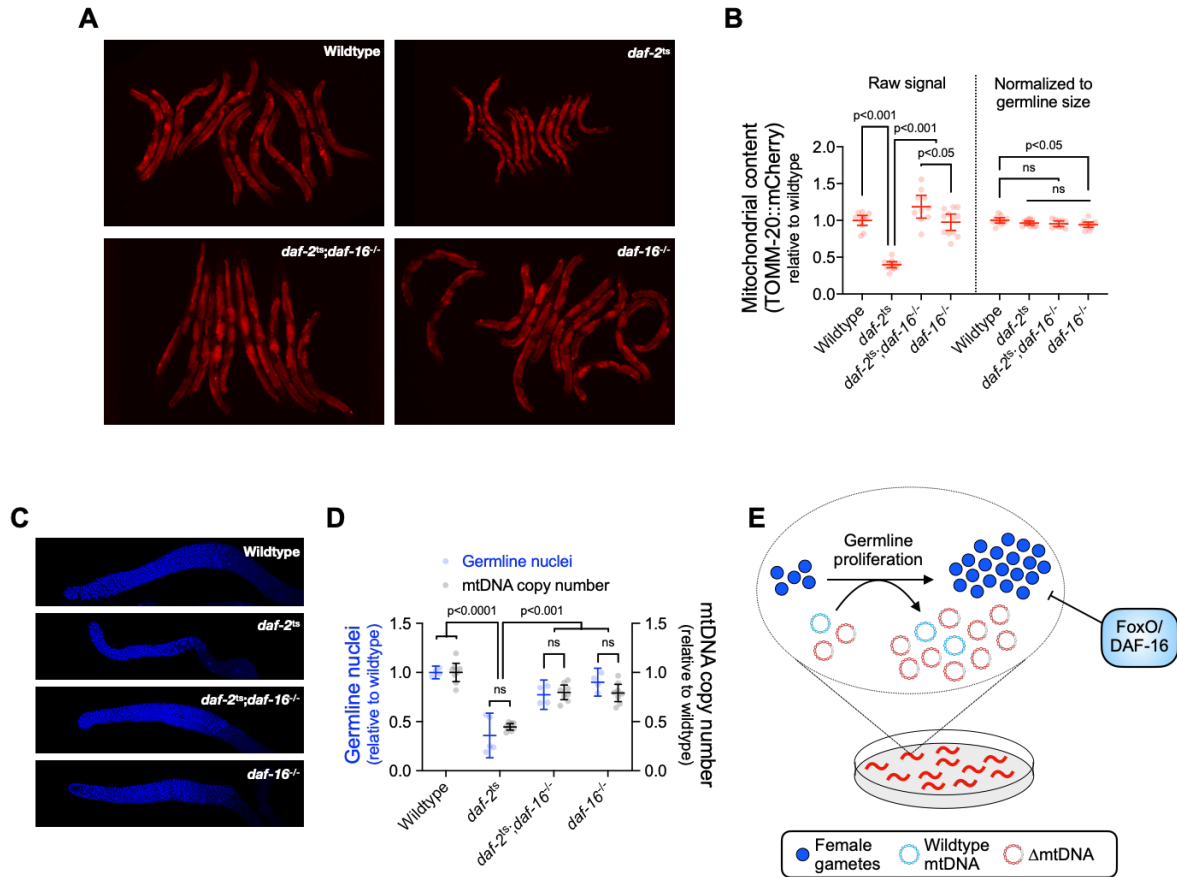 A
Wildtype
daf-2ts
daf-2ts;daf-16-/-
daf-16-/-
B
Raw signal
Normalized to
germline size
p<0.001
p<0.001
p<0.05
p<0.05
ns
ns
Mitochondrial content
(TOMM-20::mCherry)
relative to wildtype
2.0
1.5
1.0
0.5
0.0
Wildtype
daf-2ts
daf-2ts;daf-16-/-
daf-16-/-
Wildtype
daf-2ts
daf-2ts;daf-16-/-
daf-16-/-
C
Wildtype
daf-2ts
daf-2ts;daf-16-/-
daf-16-/-
D
Germline nuclei
mtDNA copy number
p<0.0001
p<0.001
ns
ns
ns
Germline nuclei
(relative to wildtype)
1.5
1.0
0.5
0.0
1.5
1.0
0.5
0.0
mtDNA copy number
(relative to wildtype)
Wildtype
daf-2ts
daf-2ts;daf-16-/-
daf-16-/-
E
Germline
proliferation
FoxO/
DAF-16
Female
gametes
Wildtype
mtDNA
ΔmtDNA